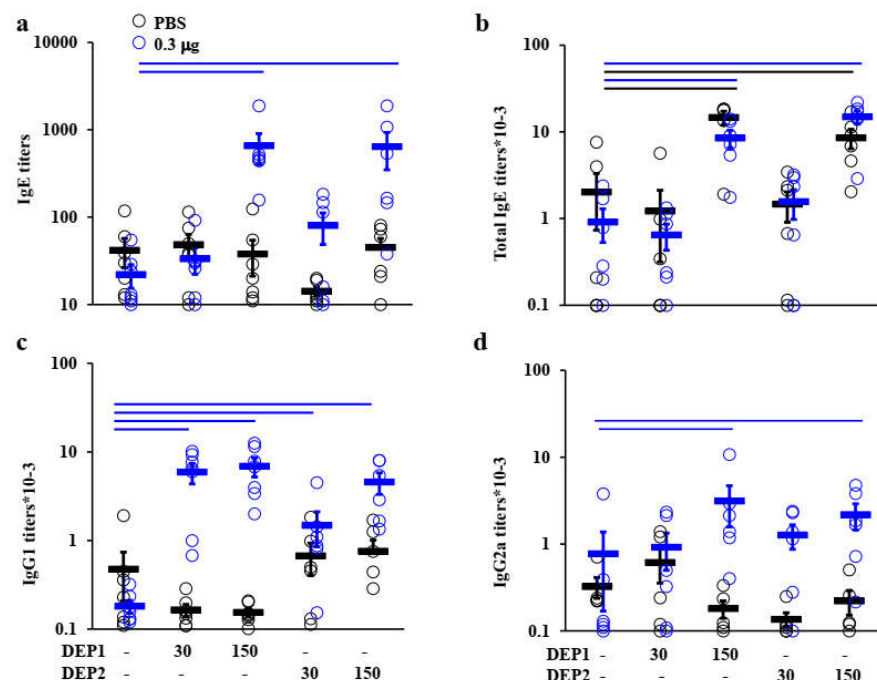 a
PBS
0.3 µg
10000
1000
100
10
IgE titers
b
100
10
1
0.1
Total IgE titers*10-3
c
100
10
1
0.1
IgG1 titers*10-3
d
100
10
1
0.1
IgG2a titers*10-3
DEP1 - 30 150 - - - 30 150 - -
DEP2 - - - 30 150 - - - 30 150